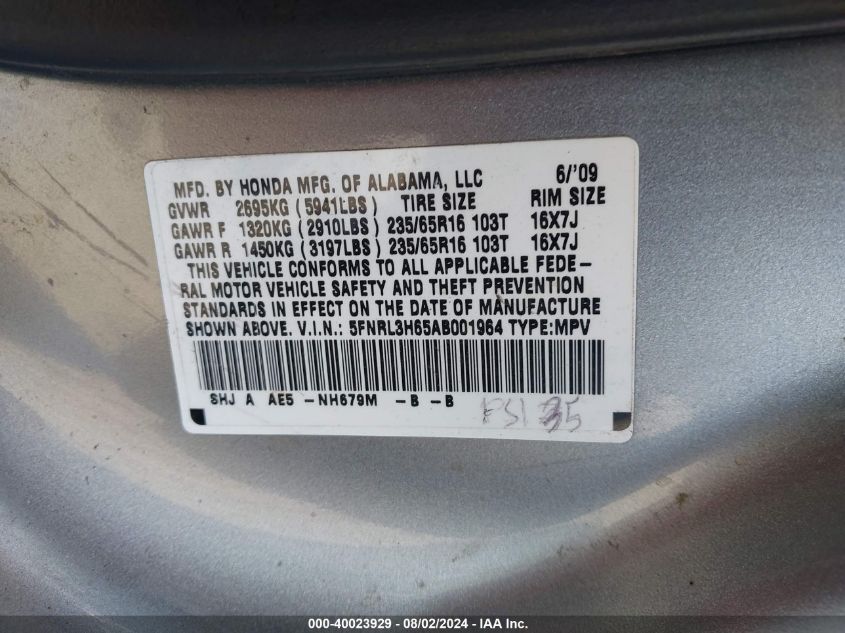 MFD. BY HONDA MFG. OF ALABAMA, LLC 6/'09
GVWR 2695KG (5941LBS) TIRE SIZE RIM SIZE
GAWR F 1320KG (2910LBS) 235/65R16 103T 16X7J
GAWR R 1450KG (3197LBS) 235/65R16 103T 16X7J
THIS VEHICLE CONFORMS TO ALL APPLICABLE FEDE-
RAL MOTOR VEHICLE SAFETY AND THEFT PREVENTION
STANDARDS IN EFFECT ON THE DATE OF MANUFACTURE
SHOWN ABOVE. V.I.N.: 5FNRL3H65AB001964 TYPE:MPV
SHJ A AE5 -NH679M -B -B
PSI 35
000-40023929 - 08/02/2024 - IAA Inc.